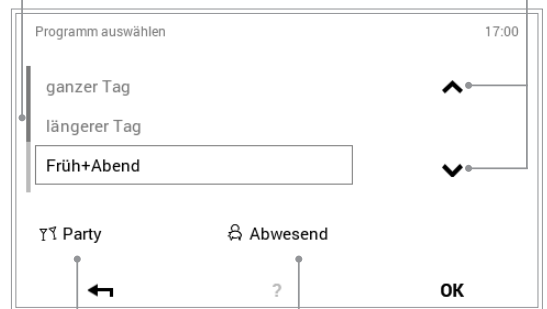 Programm auswählen 17:00
ganzer Tag
längerer Tag
Früh+Abend
Party Abwesend
? OK